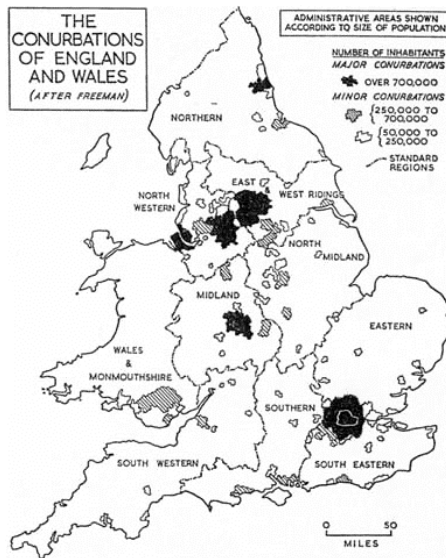 THE
CONURBATIONS
OF ENGLAND
AND WALES
(AFTER FREEMAN)
ADMINISTRATIVE AREAS SHOWN
ACCORDING TO SIZE OF POPULATION
NUMBER OF INHABITANTS
MAJOR CONURBATIONS
OVER 700,000
MINOR CONURBATIONS
{250,000 TO
700,000
{50,000 TO
250,000
STANDARD
REGIONS
NORTHERN
NORTH
WESTERN
EAST
WEST RIDINGS
NORTH
MIDLAND
MIDLAND
EASTERN
WALES
&
MONMOUTHSHIRE
SOUTHERN
SOUTH WESTERN
SOUTH EASTERN
0 50
MILES